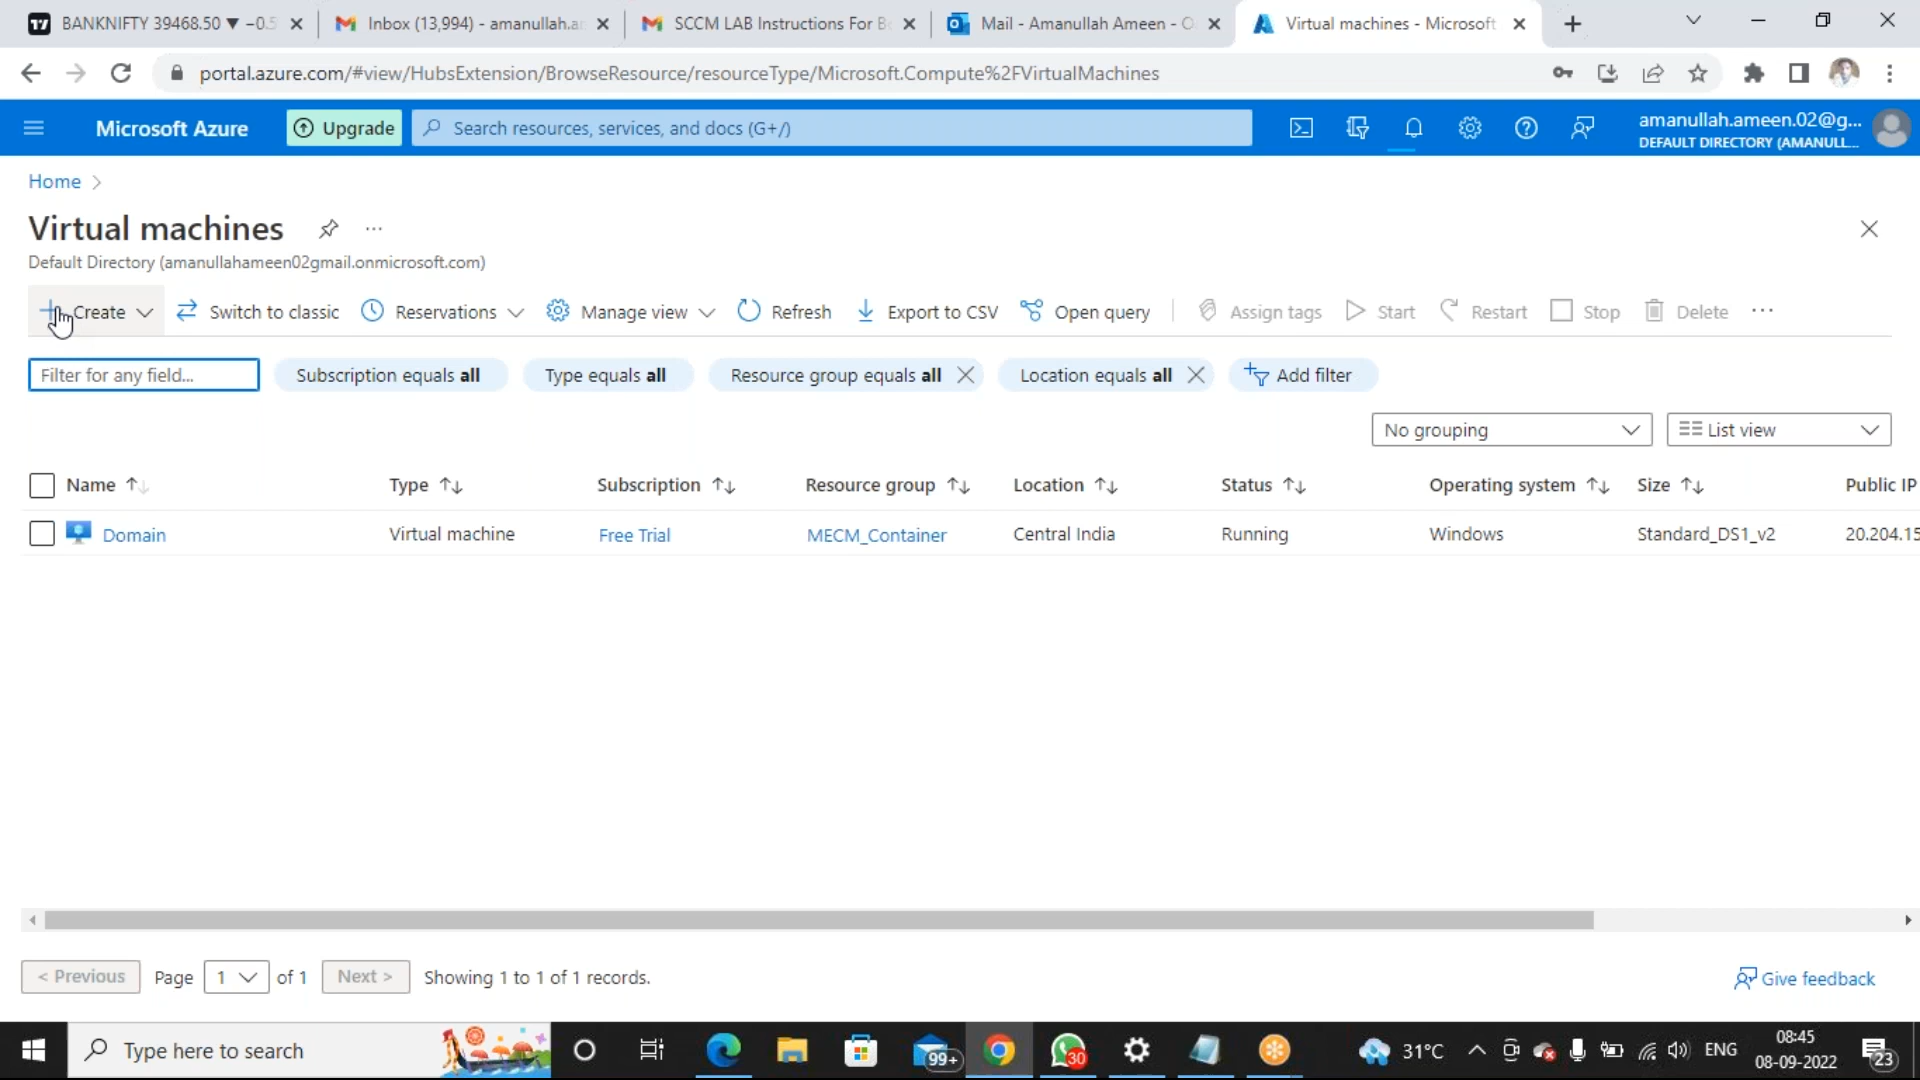 BANKNIFTY 39468.50 ▼ −0.5
Inbox (13,994) - amanullah.a
SCCM LAB Instructions For B
Mail - Amanullah Ameen - O
Virtual machines - Microsoft
portal.azure.com/#view/HubsExtension/BrowseResource/resourceType/Microsoft.Compute%2FVirtualMachines
Microsoft Azure
Upgrade
Search resources, services, and docs (G+/)
amanullah.ameen.02@g...
DEFAULT DIRECTORY (AMANULL...
Home >
Virtual machines ...
Default Directory (amanullahameen02gmail.onmicrosoft.com)
Create Switch to classic Reservations Manage view Refresh Export to CSV Open query Assign tags Start Restart Stop Delete ...
Filter for any field... Subscription equals all Type equals all Resource group equals all Location equals all Add filter
No grouping List view
Name Type Subscription Resource group Location Status Operating system Size Public IP
Domain Virtual machine Free Trial MECM_Container Central India Running Windows Standard_DS1_v2 20.204.15
< Previous Page 1 of 1 Next > Showing 1 to 1 of 1 records. Give feedback
Type here to search 99+ 30 31°C ENG 08:45
08-09-2022 23